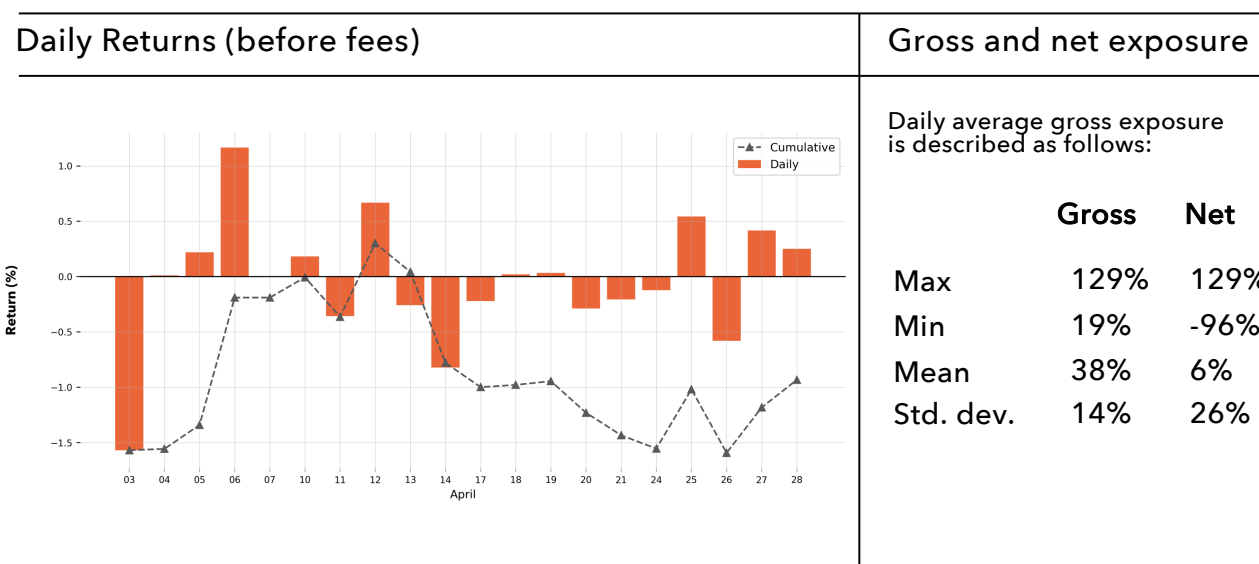 Daily Returns (before fees)
Gross and net exposure
Cumulative
Daily
1.0
0.5
0.0
−0.5
−1.0
−1.5
Return (%)
03 04 05 06 07 10 11 12 13 14 17 18 19 20 21 24 25 26 27 28
April
Daily average gross exposure
is described as follows:
Gross Net
Max 129% 129%
Min 19% -96%
Mean 38% 6%
Std. dev. 14% 26%